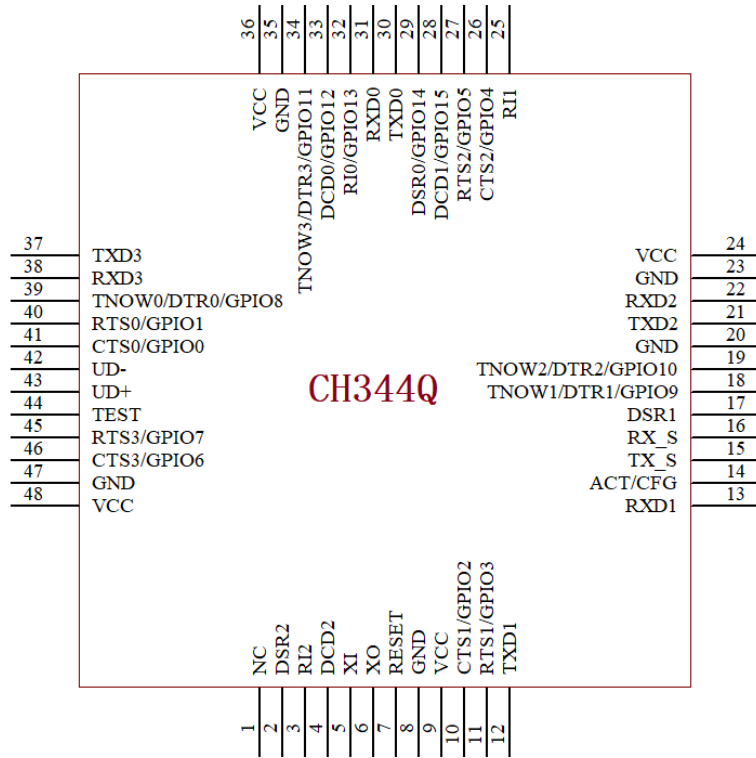 36
35
34
33
32
31
30
29
28
27
26
25
VCC
GND
TNOW3/DTR3/GPIO11
DCD0/GPIO12
RI0/GPIO13
RXD0
TXD0
DSR0/GPIO14
DCD1/GPIO15
RTS2/GPIO5
CTS2/GPIO4
RI1
37 TXD3
38 RXD3
39 TNOW0/DTR0/GPIO8
40 RTS0/GPIO1
41 CTS0/GPIO0
42 UD-
43 UD+
44 TEST
45 RTS3/GPIO7
46 CTS3/GPIO6
47 GND
48 VCC
CH344Q
VCC 24
GND 23
RXD2 22
TXD2 21
GND 20
TNOW2/DTR2/GPIO10 19
TNOW1/DTR1/GPIO9 18
DSR1 17
RX_S 16
TX_S 15
ACT/CFG 14
RXD1 13
NC
DSR2
RI2
DCD2
XI
XO
RESET
GND
VCC
CTS1/GPIO2
RTS1/GPIO3
TXD1
1
2
3
4
5
6
7
8
9
10
11
12